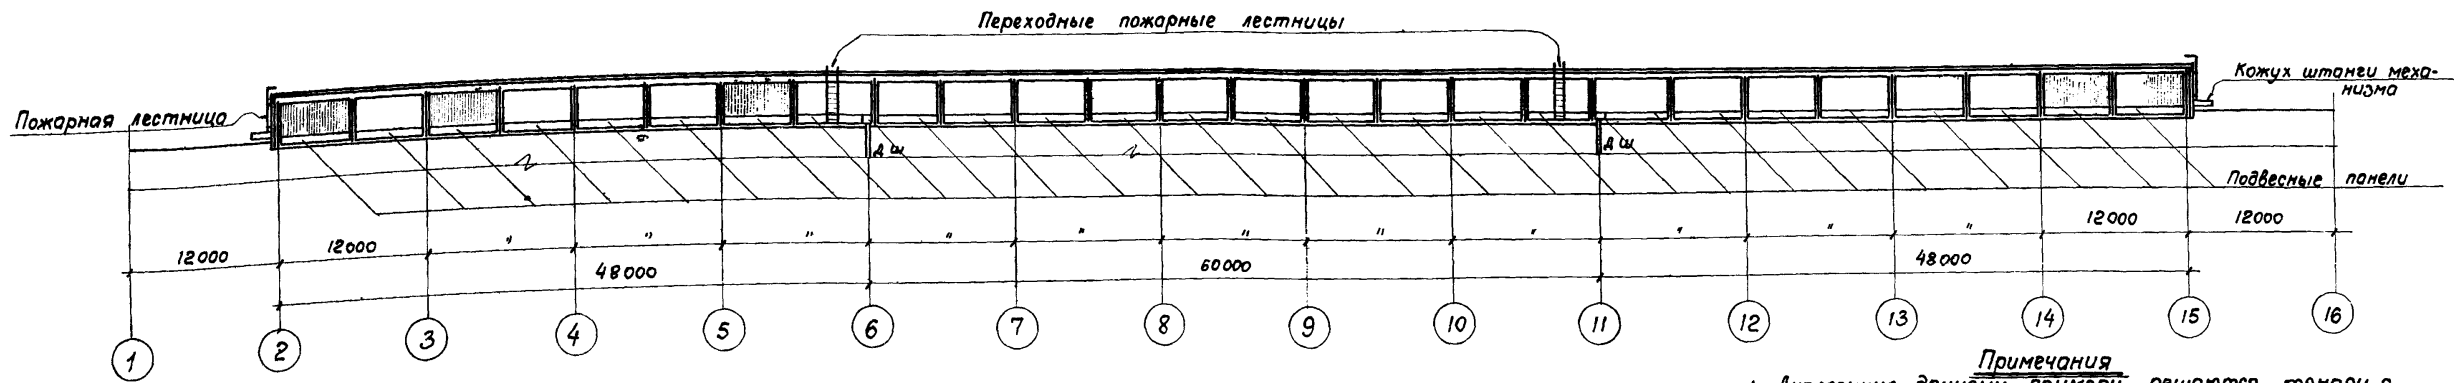 Переходные пожарные лестницы
Кожух штанги меха-
низма
Пожарная лестница
дш дш
Подвесные панели
12000 12000 " " " " " " " " " " " 12000 12000
48000 60000 48000
1 2 3 4 5 6 7 8 9 10 11 12 13 14 15 16
Примечания